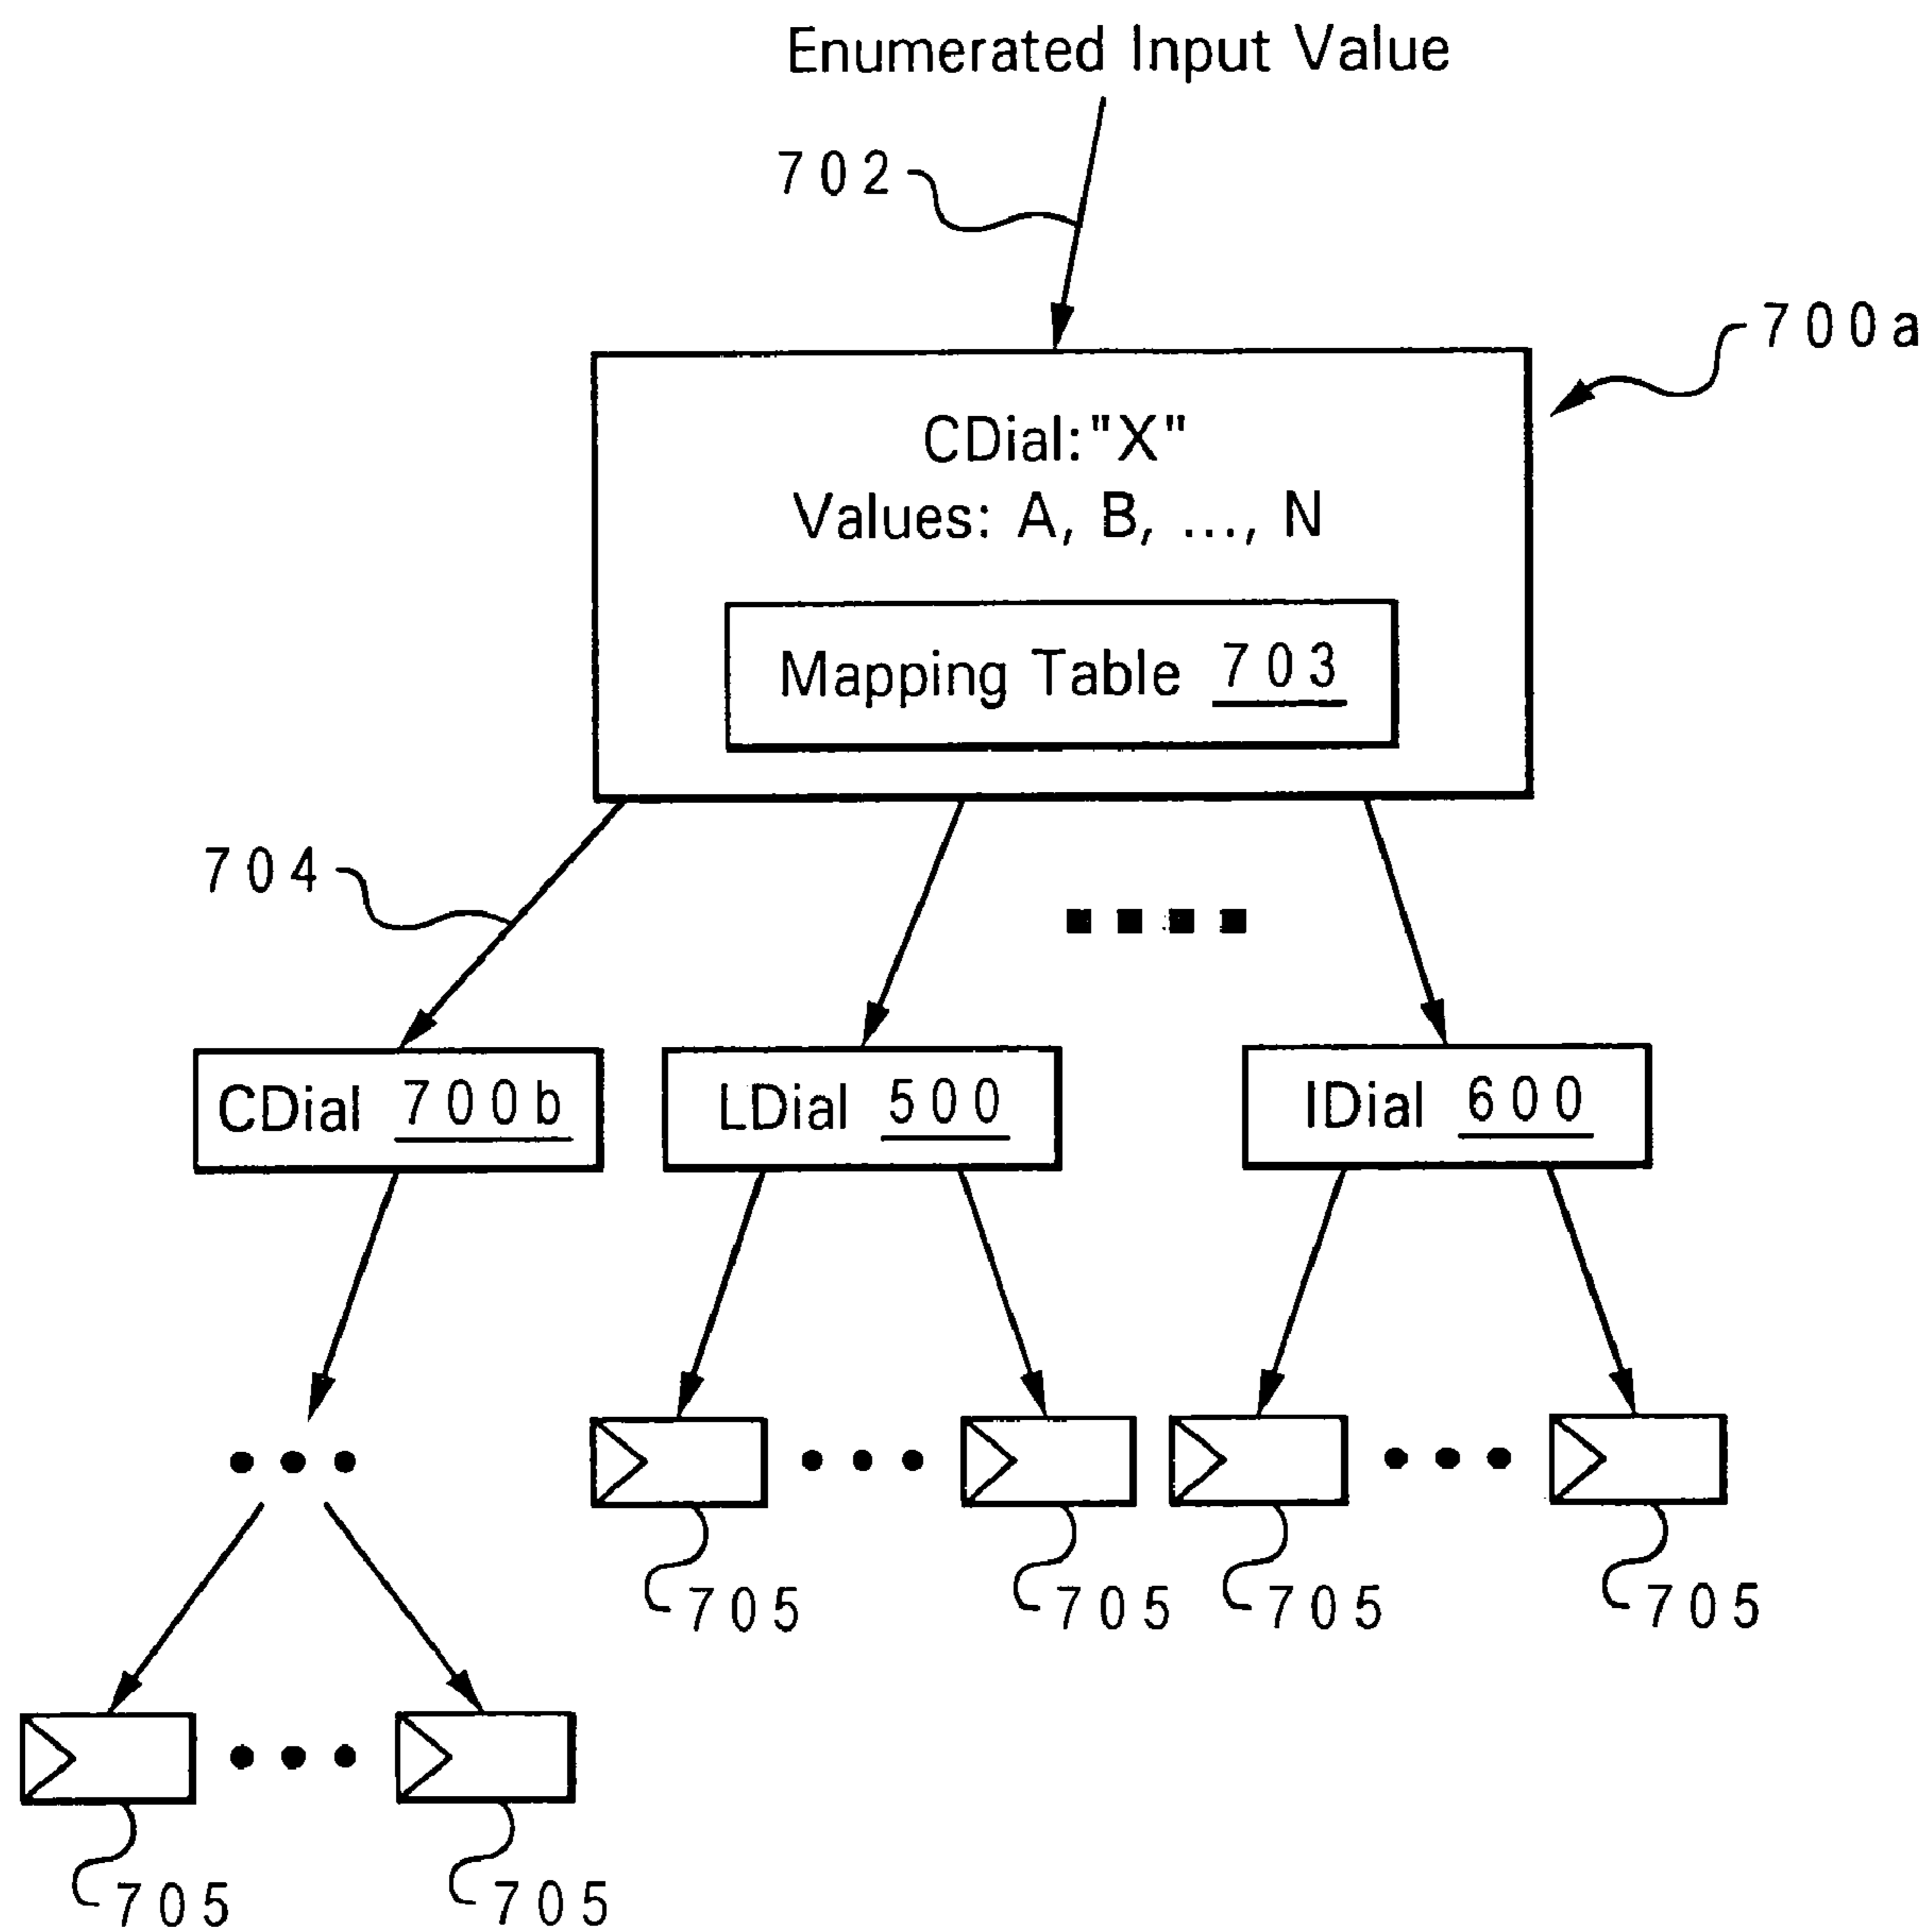 Enumerated Input Value
702
700a
CDial:"X"
Values: A, B, ..., N
Mapping Table 703
704
CDial 700b
LDial 500
IDial 600
705
705
705
705
705
705